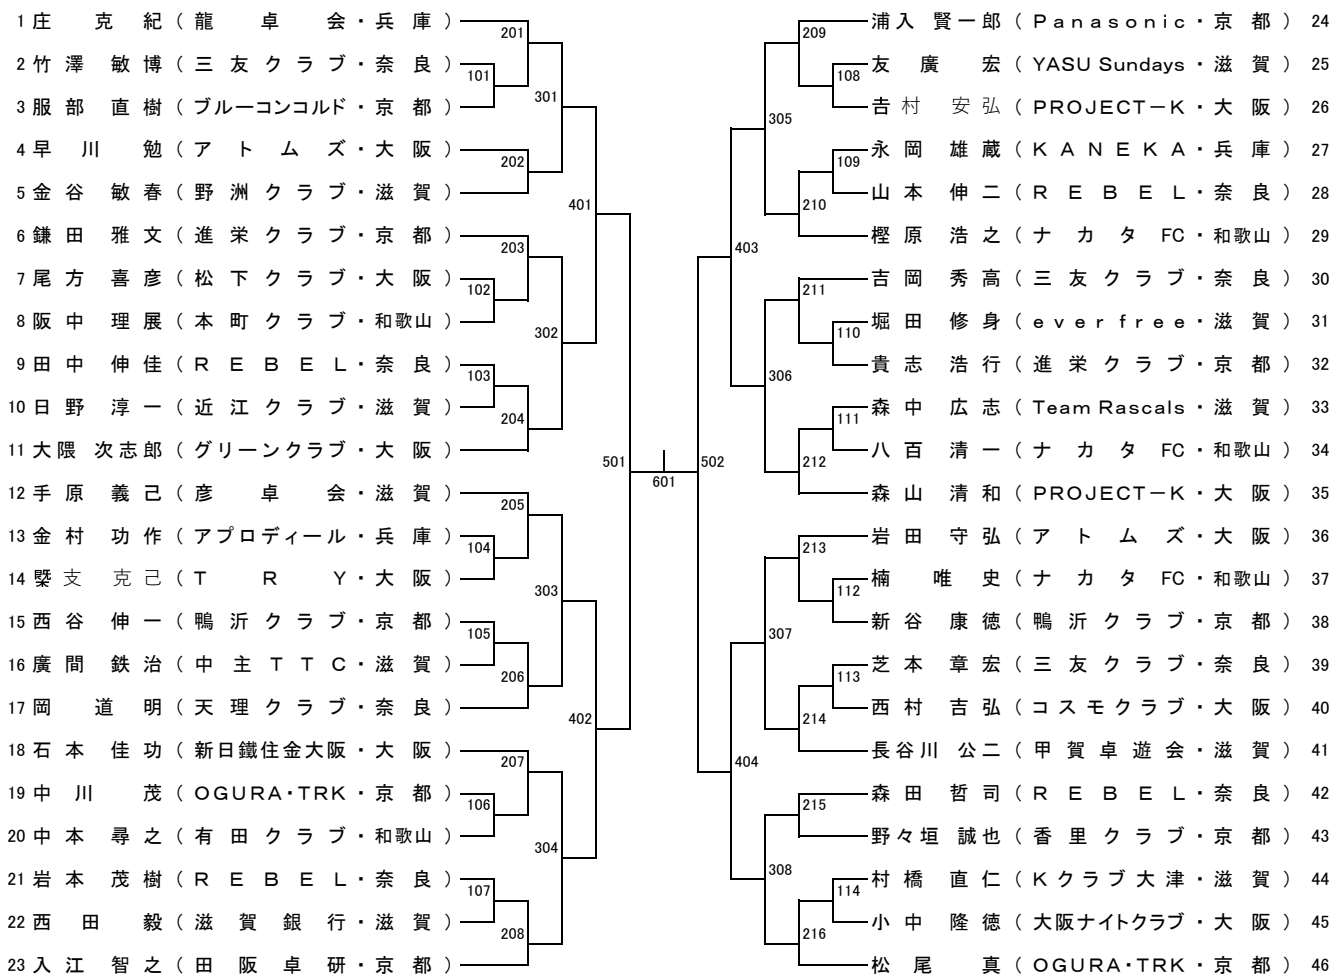 1 庄 克 紀 ( 龍 卓 会 ・ 兵 庫 )
201
2 竹 澤 敏 博 ( 三 友 ク ラ ブ ・ 奈 良 )
101
3 服 部 直 樹 ( ブルーコンコルド ・ 京 都 )
301
4 早 川 勉 ( ア ト ム ズ ・ 大 阪 )
202
5 金 谷 敏 春 ( 野 洲 ク ラ ブ ・ 滋 賀 )
401
6 鎌 田 雅 文 ( 進 栄 ク ラ ブ ・ 京 都 )
203
7 尾 方 喜 彦 ( 松 下 ク ラ ブ ・ 大 阪 )
102
8 阪 中 理 展 ( 本 町 ク ラ ブ ・ 和歌山 )
302
9 田 中 伸 佳 ( R E B E L ・ 奈 良 )
103
10 日 野 淳 一 ( 近 江 ク ラ ブ ・ 滋 賀 )
204
11 大 隈 次志郎 ( グリーンクラブ ・ 大 阪 )
501
12 手 原 義 己 ( 彦 卓 会 ・ 滋 賀 )
205
13 金 村 功 作 ( アプロディール ・ 兵 庫 )
104
14 支 克 己 ( T R Y ・ 大 阪 )
303
15 西 谷 伸 一 ( 鴨 沂 ク ラ ブ ・ 京 都 )
105
16 廣 間 鉄 治 ( 中 主 T T C ・ 滋 賀 )
206
17 岡 道 明 ( 天 理 ク ラ ブ ・ 奈 良 )
402
18 石 本 佳 功 ( 新日鐵住金大阪 ・ 大 阪 )
207
19 中 川 茂 ( OGURA・TRK ・ 京 都 )
106
20 中 本 尋 之 ( 有 田 ク ラ ブ ・ 和歌山 )
304
21 岩 本 茂 樹 ( R E B E L ・ 奈 良 )
107
22 西 田 毅 ( 滋 賀 銀 行 ・ 滋 賀 )
208
23 入 江 智 之 ( 田 阪 卓 研 ・ 京 都 )
601
浦 入 賢一郎 ( Panasonic ・ 京 都 ) 24
209
友 廣 宏 ( YASU Sundays ・ 滋 賀 ) 25
108
𠮷 村 安 弘 ( PROJECT－K ・ 大 阪 ) 26
305
永 岡 雄 蔵 ( K A N E K A ・ 兵 庫 ) 27
109
山 本 伸 二 ( R E B E L ・ 奈 良 ) 28
210
樫 原 浩 之 ( ナ カ タ FC ・ 和歌山 ) 29
403
吉 岡 秀 高 ( 三 友 ク ラ ブ ・ 奈 良 ) 30
211
堀 田 修 身 ( ever free ・ 滋 賀 ) 31
110
貴 志 浩 行 ( 進 栄 ク ラ ブ ・ 京 都 ) 32
306
森 中 広 志 ( Team Rascals ・ 滋 賀 ) 33
111
八 百 清 一 ( ナ カ タ FC ・ 和歌山 ) 34
212
森 山 清 和 ( PROJECT－K ・ 大 阪 ) 35
502
岩 田 守 弘 ( ア ト ム ズ ・ 大 阪 ) 36
213
楠 唯 史 ( ナ カ タ FC ・ 和歌山 ) 37
112
新 谷 康 徳 ( 鴨 沂 ク ラ ブ ・ 京 都 ) 38
307
芝 本 章 宏 ( 三 友 ク ラ ブ ・ 奈 良 ) 39
113
西 村 吉 弘 ( コスモクラブ ・ 大 阪 ) 40
214
長谷川 公 二 ( 甲 賀 卓 遊 会 ・ 滋 賀 ) 41
404
森 田 哲 司 ( R E B E L ・ 奈 良 ) 42
215
野々垣 誠 也 ( 香 里 ク ラ ブ ・ 京 都 ) 43
308
村 橋 直 仁 ( Kクラブ大津 ・ 滋 賀 ) 44
114
小 中 隆 徳 ( 大阪ナイトクラブ ・ 大 阪 ) 45
216
松 尾 真 ( OGURA・TRK ・ 京 都 ) 46